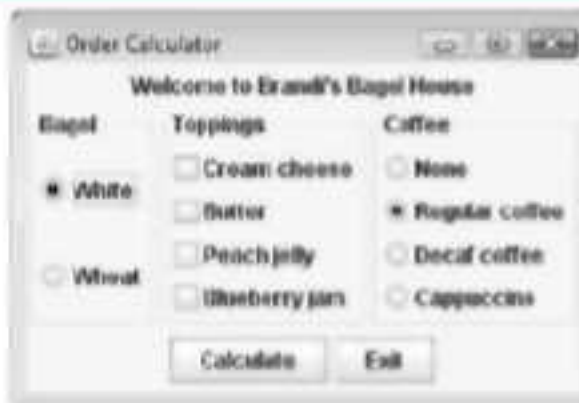 Order Calculator
Welcome to Brandi's Bagel House
Bagel
White
Wheat
Toppings
Cream cheese
Butter
Peach jelly
Blueberry jam
Coffee
None
Regular coffee
Decaf coffee
Cappuccino
Calculate
Exit